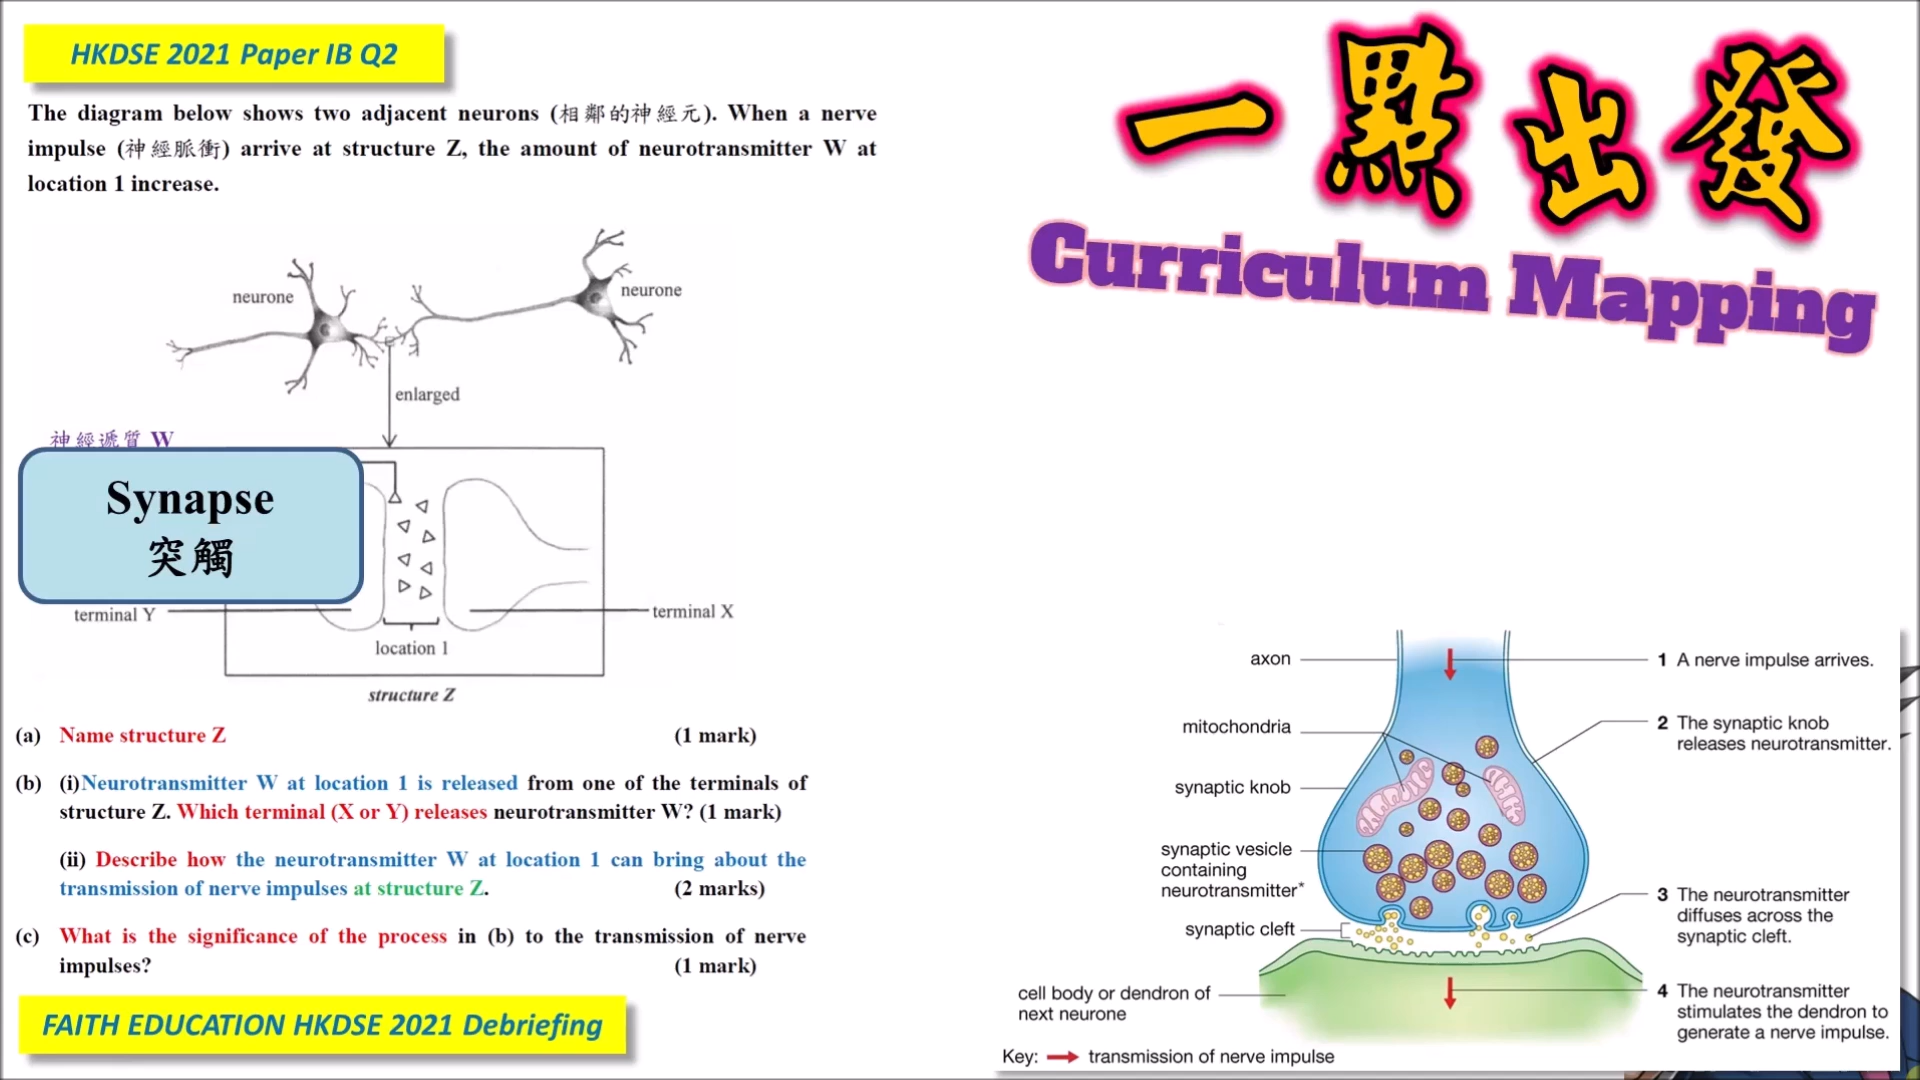 HKDSE 2021 Paper IB Q2
The diagram below shows two adjacent neurons (相鄰的神經元). When a nerve
impulse (神經脈衝) arrive at structure Z, the amount of neurotransmitter W at
location 1 increase.
neurone
neurone
enlarged
神經遞質 W
Synapse
突觸
terminal Y
terminal X
location 1
structure Z
(a) Name structure Z (1 mark)
(b) (i)Neurotransmitter W at location 1 is released from one of the terminals of
structure Z. Which terminal (X or Y) releases neurotransmitter W? (1 mark)
(ii) Describe how the neurotransmitter W at location 1 can bring about the
transmission of nerve impulses at structure Z. (2 marks)
(c) What is the significance of the process in (b) to the transmission of nerve
impulses? (1 mark)
FAITH EDUCATION HKDSE 2021 Debriefing
一點出發
Curriculum Mapping
axon
1 A nerve impulse arrives.
mitochondria
2 The synaptic knob
releases neurotransmitter.
synaptic knob
synaptic vesicle
containing
neurotransmitter*
3 The neurotransmitter
diffuses across the
synaptic cleft.
synaptic cleft
cell body or dendron of
next neurone
4 The neurotransmitter
stimulates the dendron to
generate a nerve impulse.
Key: → transmission of nerve impulse